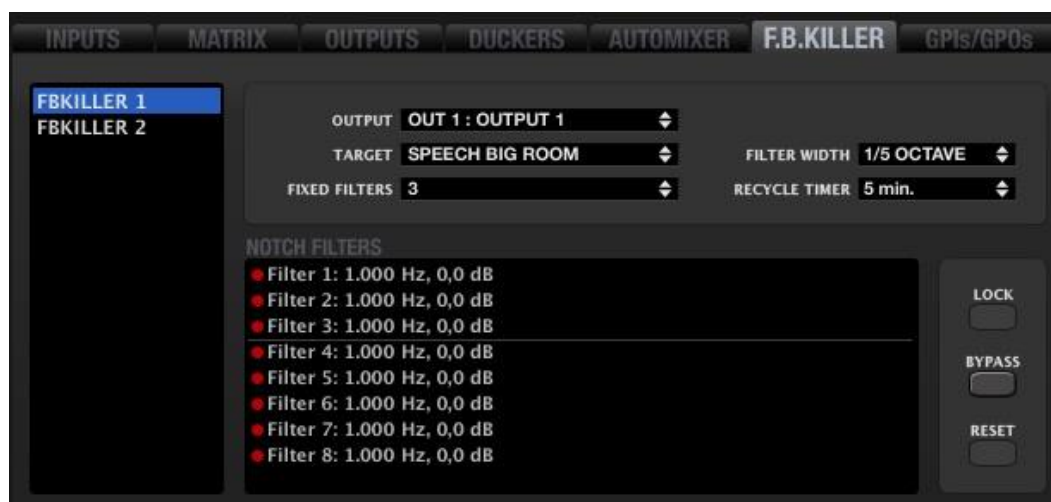 INPUTS MATRIX OUTPUTS DUCKERS AUTOMIXER F.B.KILLER GPIs/GPOs
FBKILLER 1
FBKILLER 2
OUTPUT OUT 1 : OUTPUT 1
TARGET SPEECH BIG ROOM FILTER WIDTH 1/5 OCTAVE
FIXED FILTERS 3 RECYCLE TIMER 5 min.
NOTCH FILTERS
Filter 1: 1.000 Hz, 0,0 dB
Filter 2: 1.000 Hz, 0,0 dB
Filter 3: 1.000 Hz, 0,0 dB
Filter 4: 1.000 Hz, 0,0 dB
Filter 5: 1.000 Hz, 0,0 dB
Filter 6: 1.000 Hz, 0,0 dB
Filter 7: 1.000 Hz, 0,0 dB
Filter 8: 1.000 Hz, 0,0 dB
LOCK
BYPASS
RESET